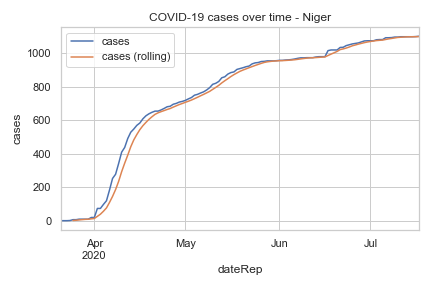 COVID-19 cases over time - Niger
cases
cases (rolling)
1000
800
600
400
200
0
cases
Apr
2020
May
Jun
Jul
dateRep